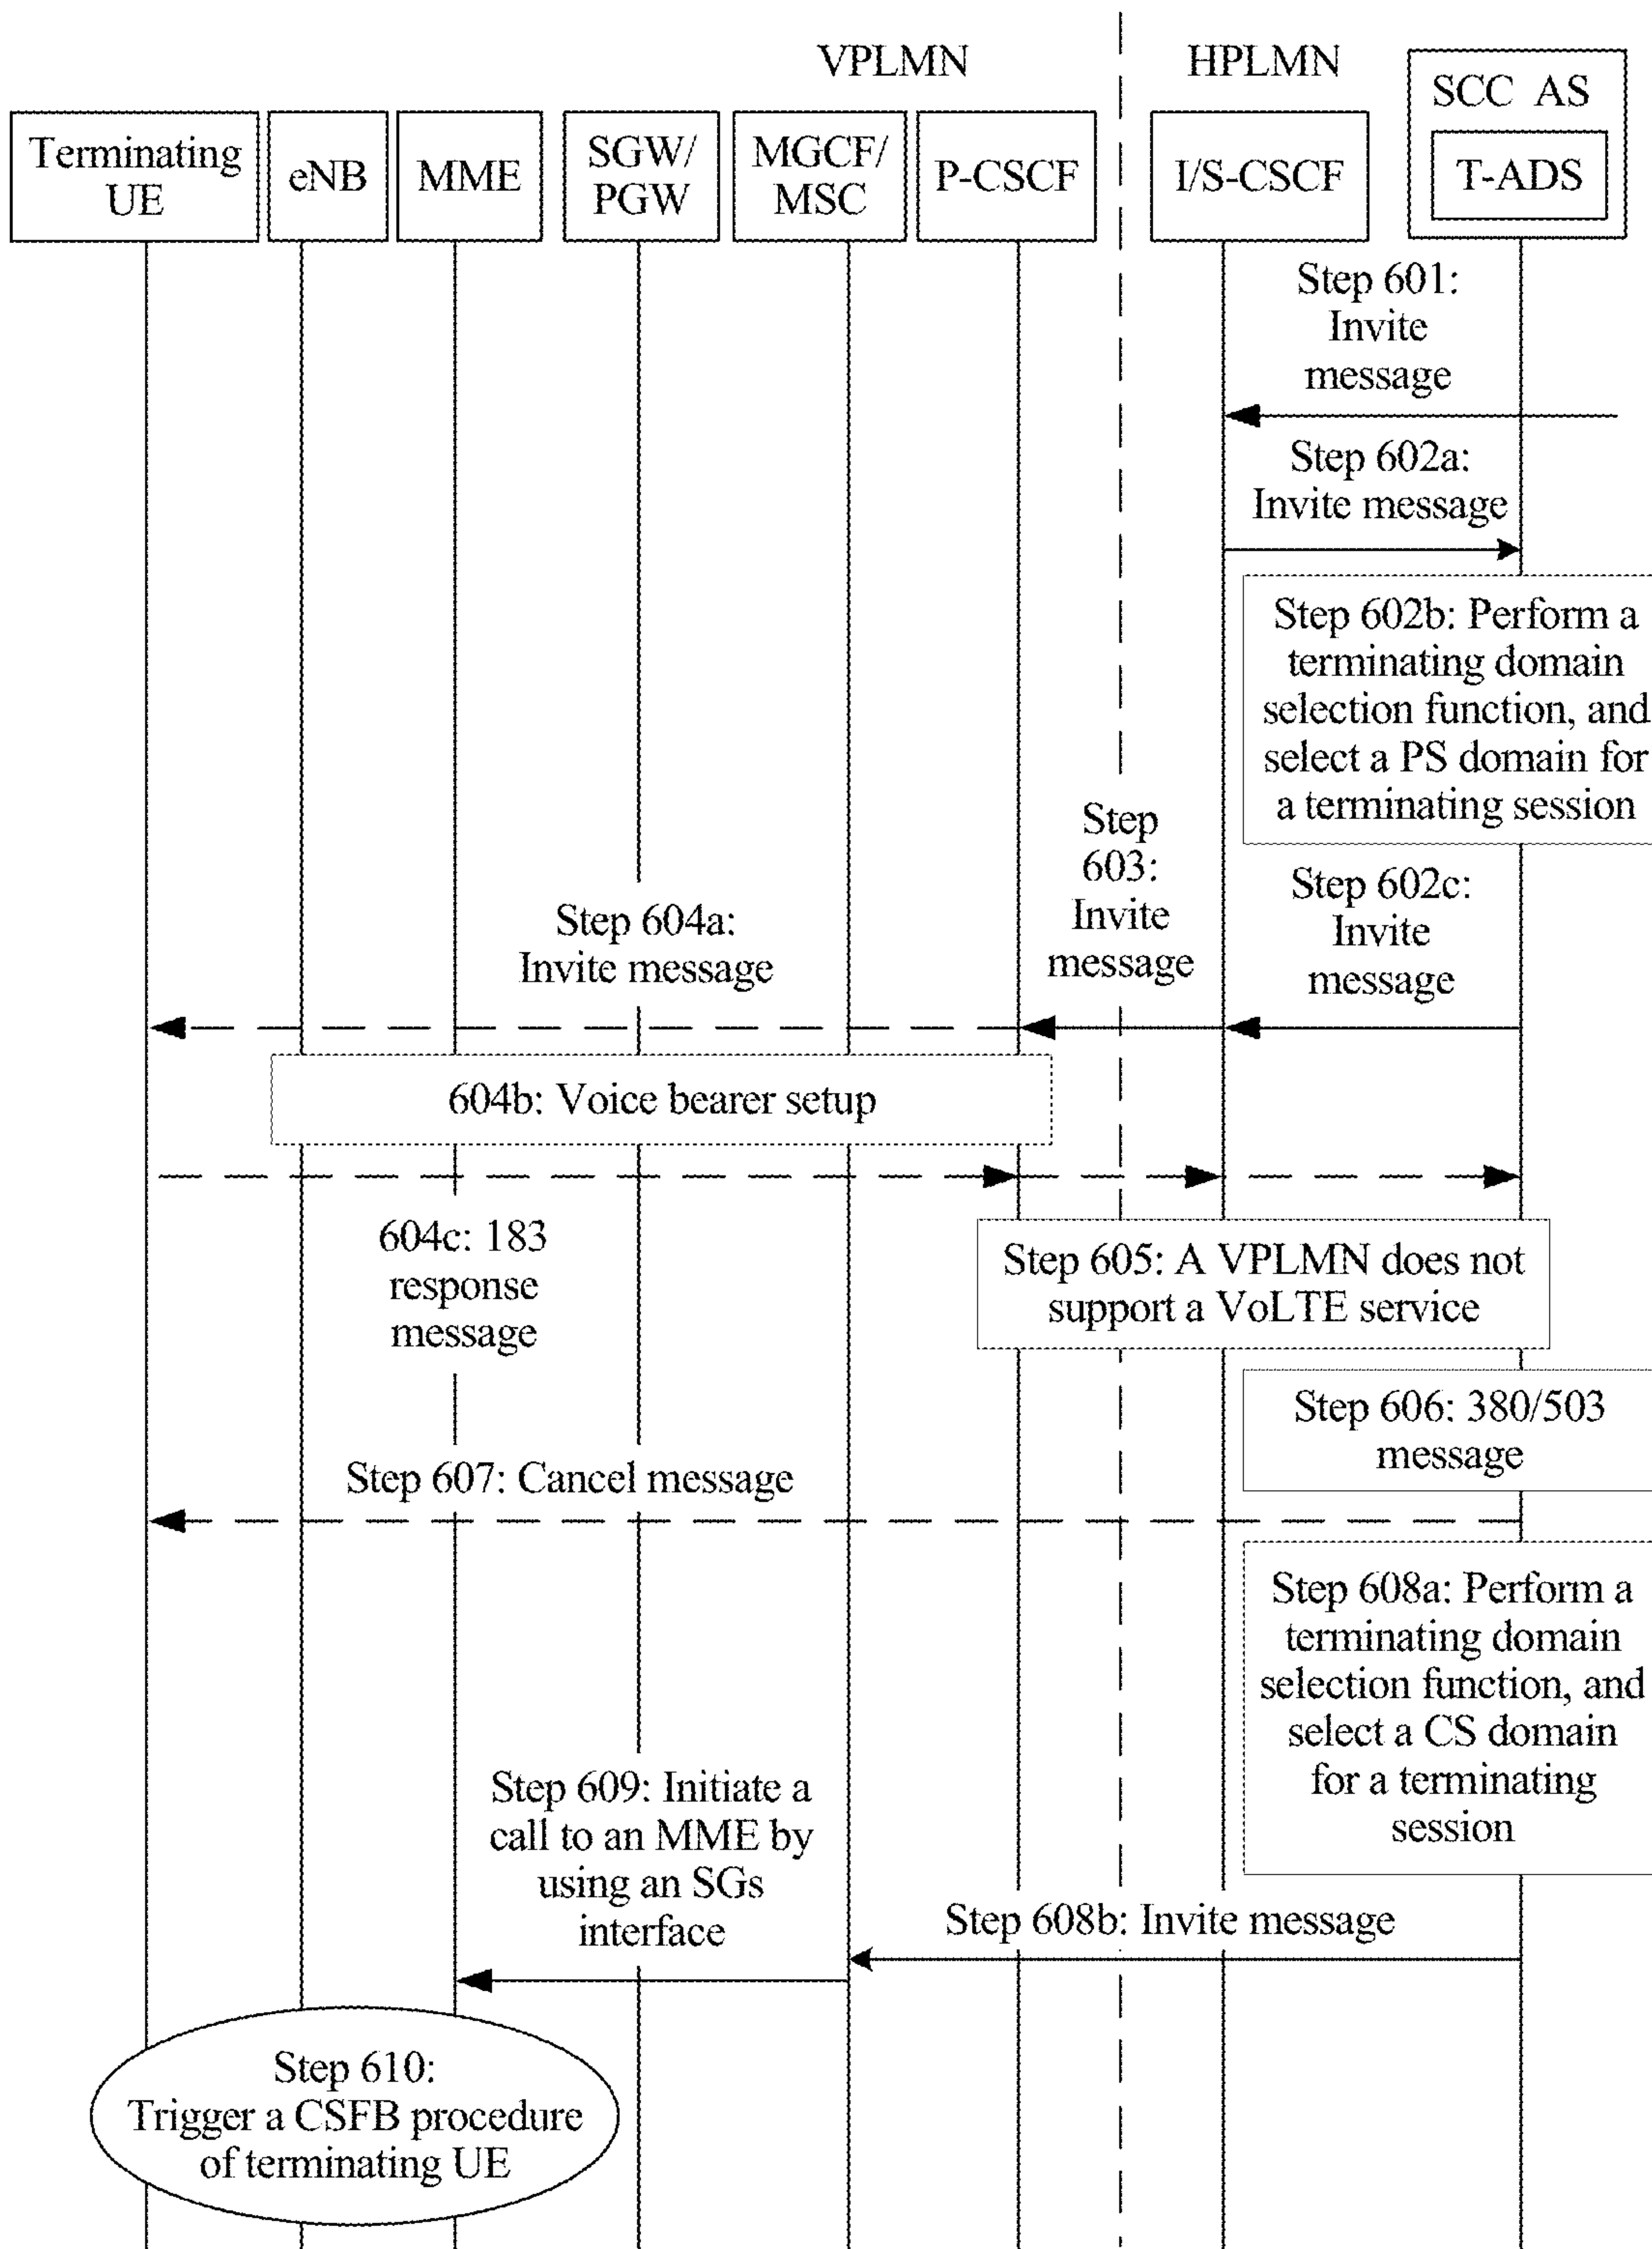 VPLMN
HPLMN
SCC AS
T-ADS
Terminating
UE
eNB
MME
SGW/
PGW
MGCF/
MSC
P-CSCF
I/S-CSCF
Step 601:
Invite
message
Step 602a:
Invite message
Step 602b: Perform a
terminating domain
selection function, and
select a PS domain for
a terminating session
Step
603:
Invite
message
Step 602c:
Invite
message
Step 604a:
Invite message
604b: Voice bearer setup
604c: 183
response
message
Step 605: A VPLMN does not
support a VoLTE service
Step 606: 380/503
message
Step 607: Cancel message
Step 608a: Perform a
terminating domain
selection function, and
select a CS domain
for a terminating
session
Step 608b: Invite message
Step 609: Initiate a
call to an MME by
using an SGs
interface
Step 610:
Trigger a CSFB procedure
of terminating UE